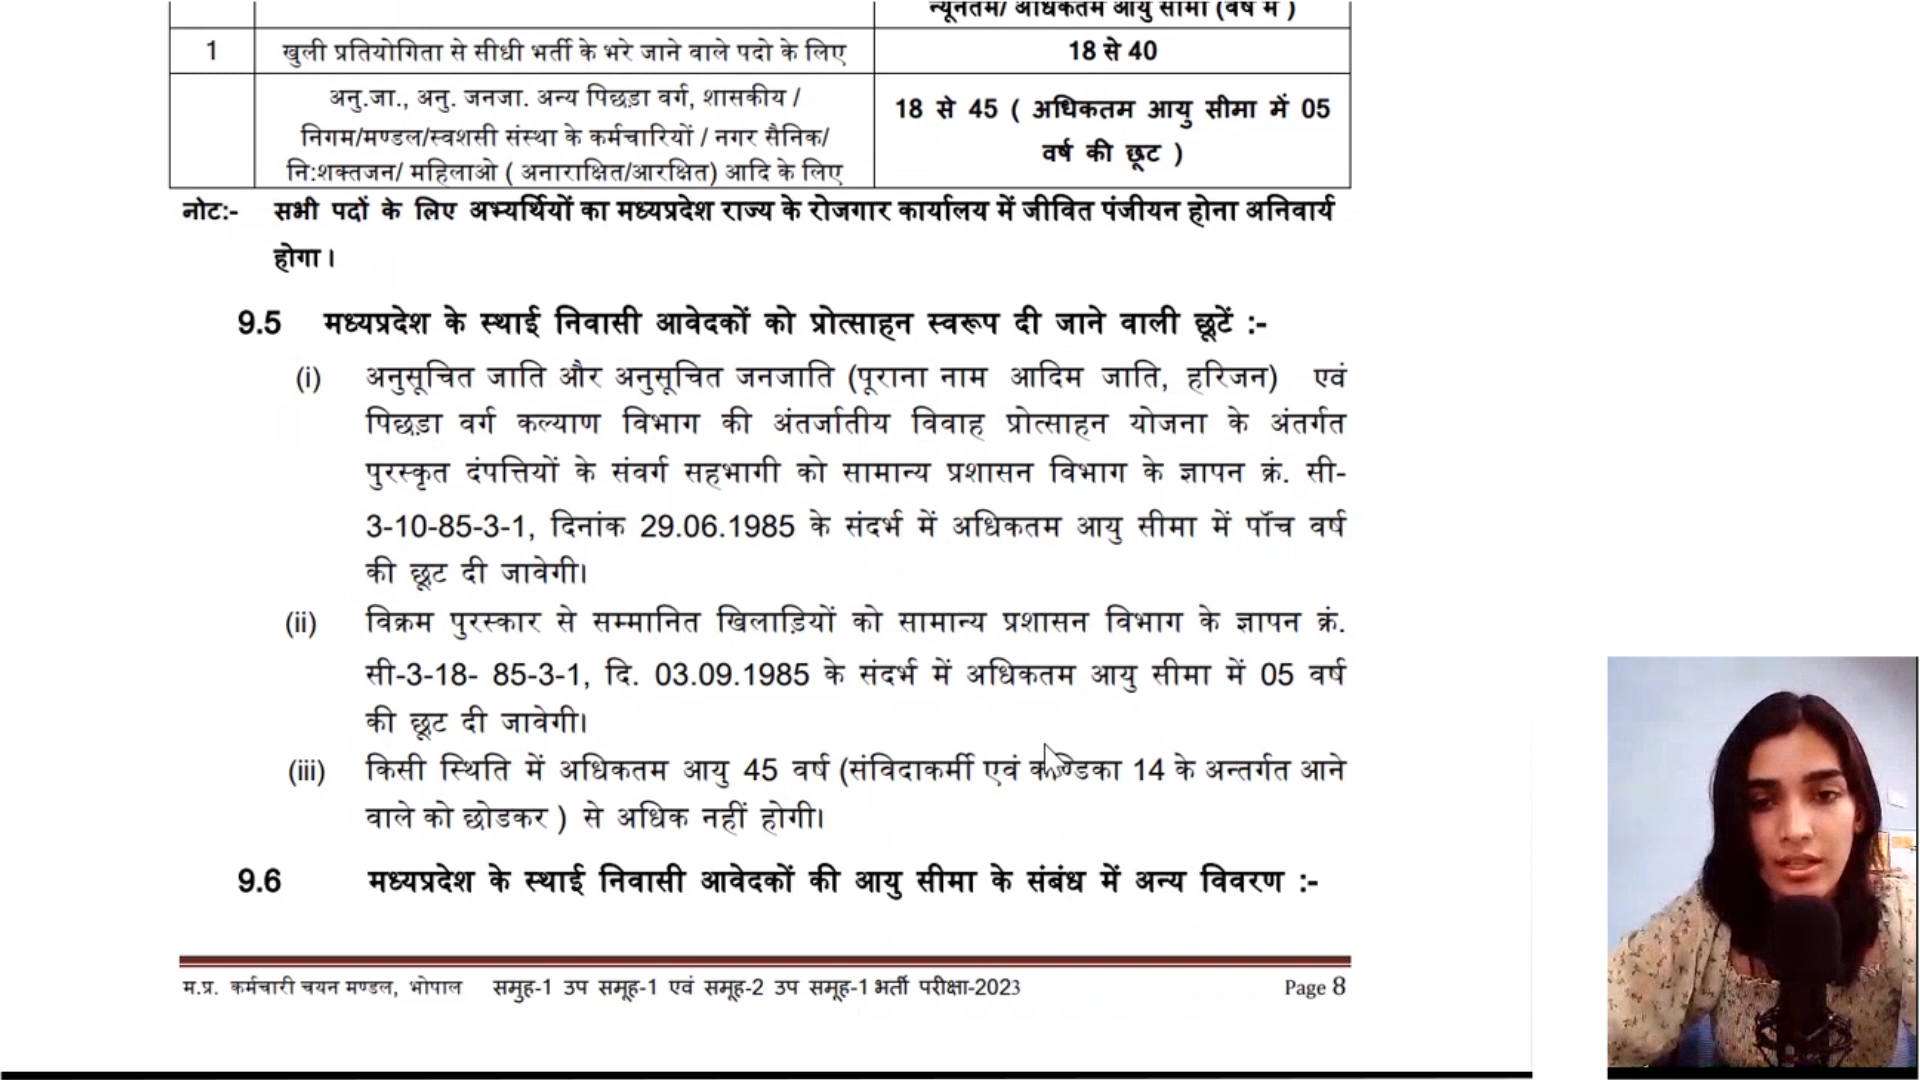 न्यूनतम/ अधिकतम आयु सीमा (वर्ष में )
1 खुली प्रतियोगिता से सीधी भर्ती के भरे जाने वाले पदो के लिए 18 से 40
अनु.जा., अनु. जनजा. अन्य पिछड़ा वर्ग, शासकीय /
निगम/मण्डल/स्वशसी संस्था के कर्मचारियों / नगर सैनिक/
नि:शक्तजन/ महिलाओ ( अनाराक्षित/आरक्षित) आदि के लिए
18 से 45 ( अधिकतम आयु सीमा में 05
वर्ष की छूट )
नोट:- सभी पदों के लिए अभ्यर्थियों का मध्यप्रदेश राज्य के रोजगार कार्यालय में जीवित पंजीयन होना अनिवार्य
होगा।
9.5 मध्यप्रदेश के स्थाई निवासी आवेदकों को प्रोत्साहन स्वरूप दी जाने वाली छूटें :-
(i) अनुसूचित जाति और अनुसूचित जनजाति (पूराना नाम आदिम जाति, हरिजन) एवं
पिछड़ा वर्ग कल्याण विभाग की अंतर्जातीय विवाह प्रोत्साहन योजना के अंतर्गत
पुरस्कृत दंपत्तियों के संवर्ग सहभागी को सामान्य प्रशासन विभाग के ज्ञापन क्रं. सी-
3-10-85-3-1, दिनांक 29.06.1985 के संदर्भ में अधिकतम आयु सीमा में पॉच वर्ष
की छूट दी जावेगी।
(ii) विक्रम पुरस्कार से सम्मानित खिलाड़ियों को सामान्य प्रशासन विभाग के ज्ञापन क्रं.
सी-3-18- 85-3-1, दि. 03.09.1985 के संदर्भ में अधिकतम आयु सीमा में 05 वर्ष
की छूट दी जावेगी।
(iii) किसी स्थिति में अधिकतम आयु 45 वर्ष (संविदाकर्मी एवं कण्डिका 14 के अन्तर्गत आने
वाले को छोडकर ) से अधिक नहीं होगी।
9.6 मध्यप्रदेश के स्थाई निवासी आवेदकों की आयु सीमा के संबंध में अन्य विवरण :-
म.प्र. कर्मचारी चयन मण्डल, भोपाल समुह-1 उप समूह-1 एवं समूह-2 उप समूह-1 भर्ती परीक्षा-2023 Page 8